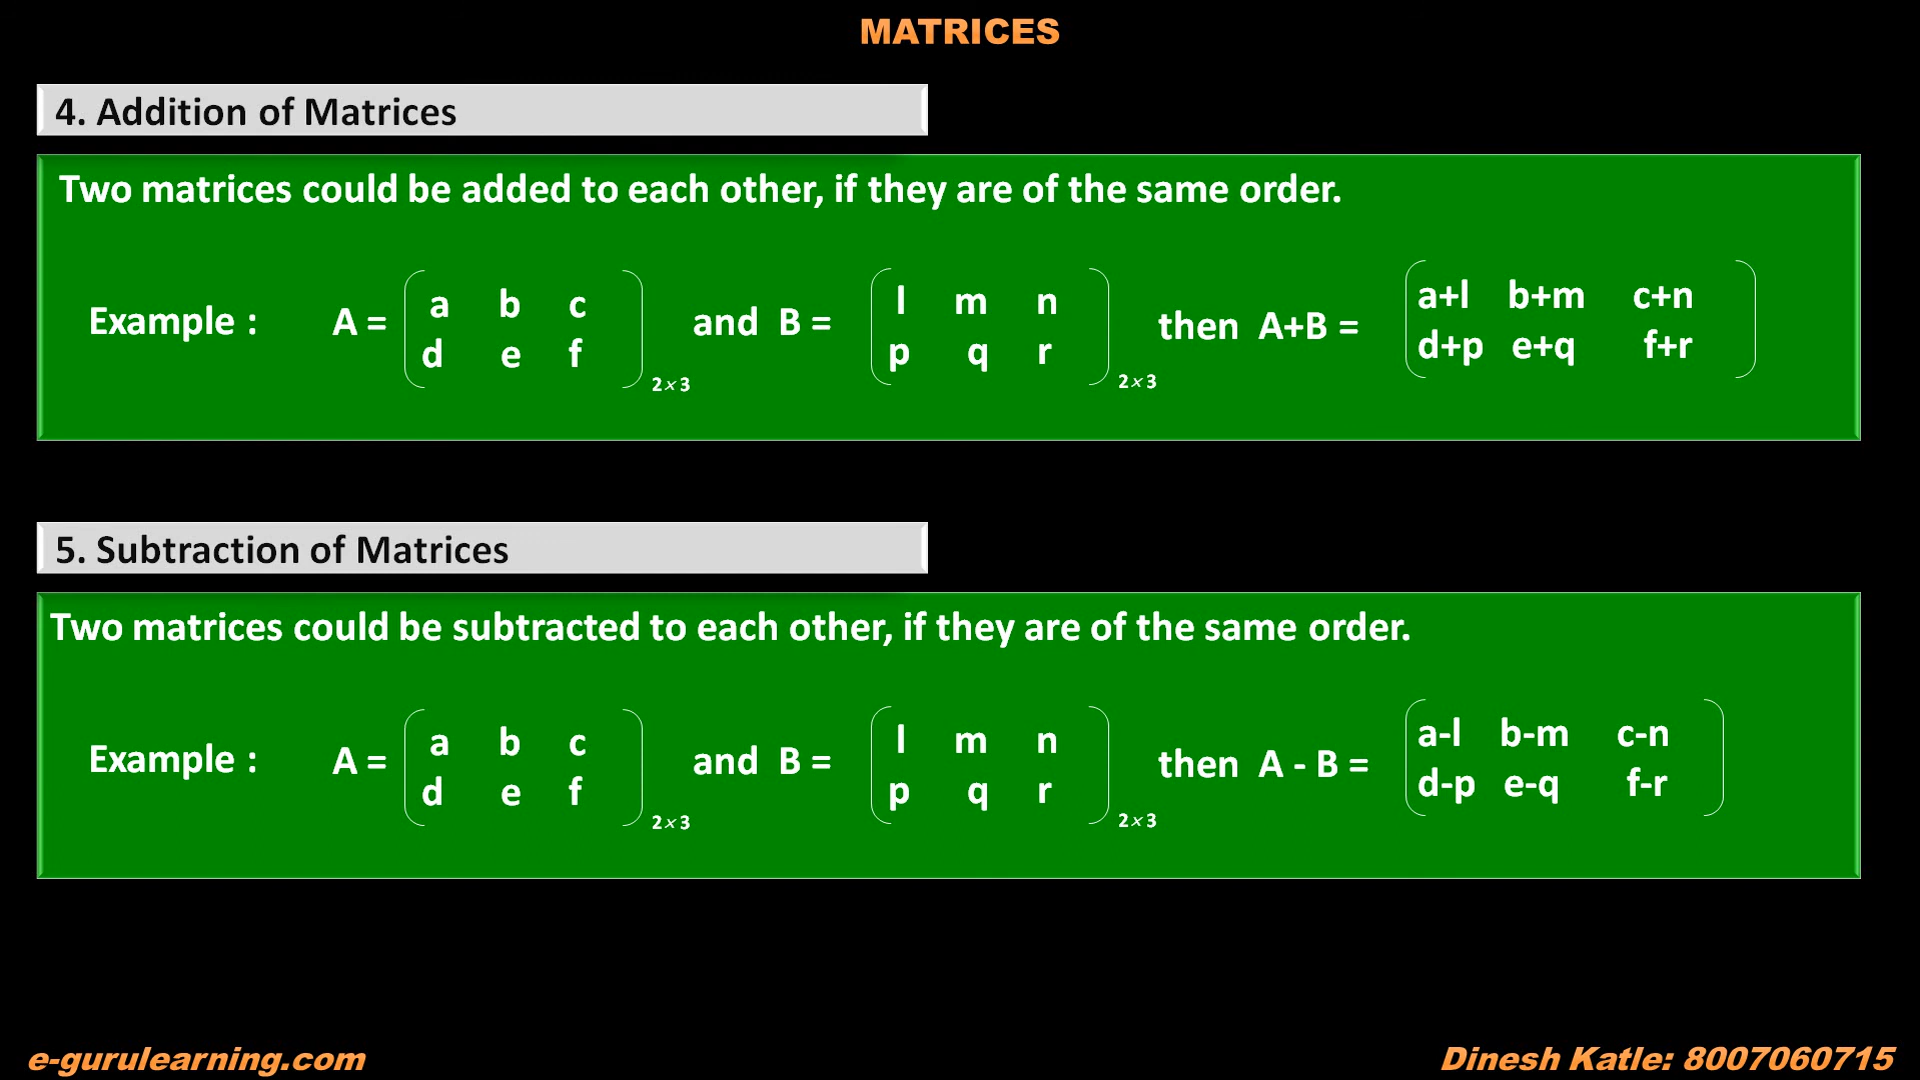 MATRICES
4. Addition of Matrices
Two matrices could be added to each other, if they are of the same order.
Example : A = a b c and B = l m n then A+B = a+l b+m c+n
d e f p q r d+p e+q f+r
2×3 2×3
5. Subtraction of Matrices
Two matrices could be subtracted to each other, if they are of the same order.
Example : A = a b c and B = l m n then A - B = a-l b-m c-n
d e f p q r d-p e-q f-r
2×3 2×3
e-gurulearning.com Dinesh Katle: 8007060715